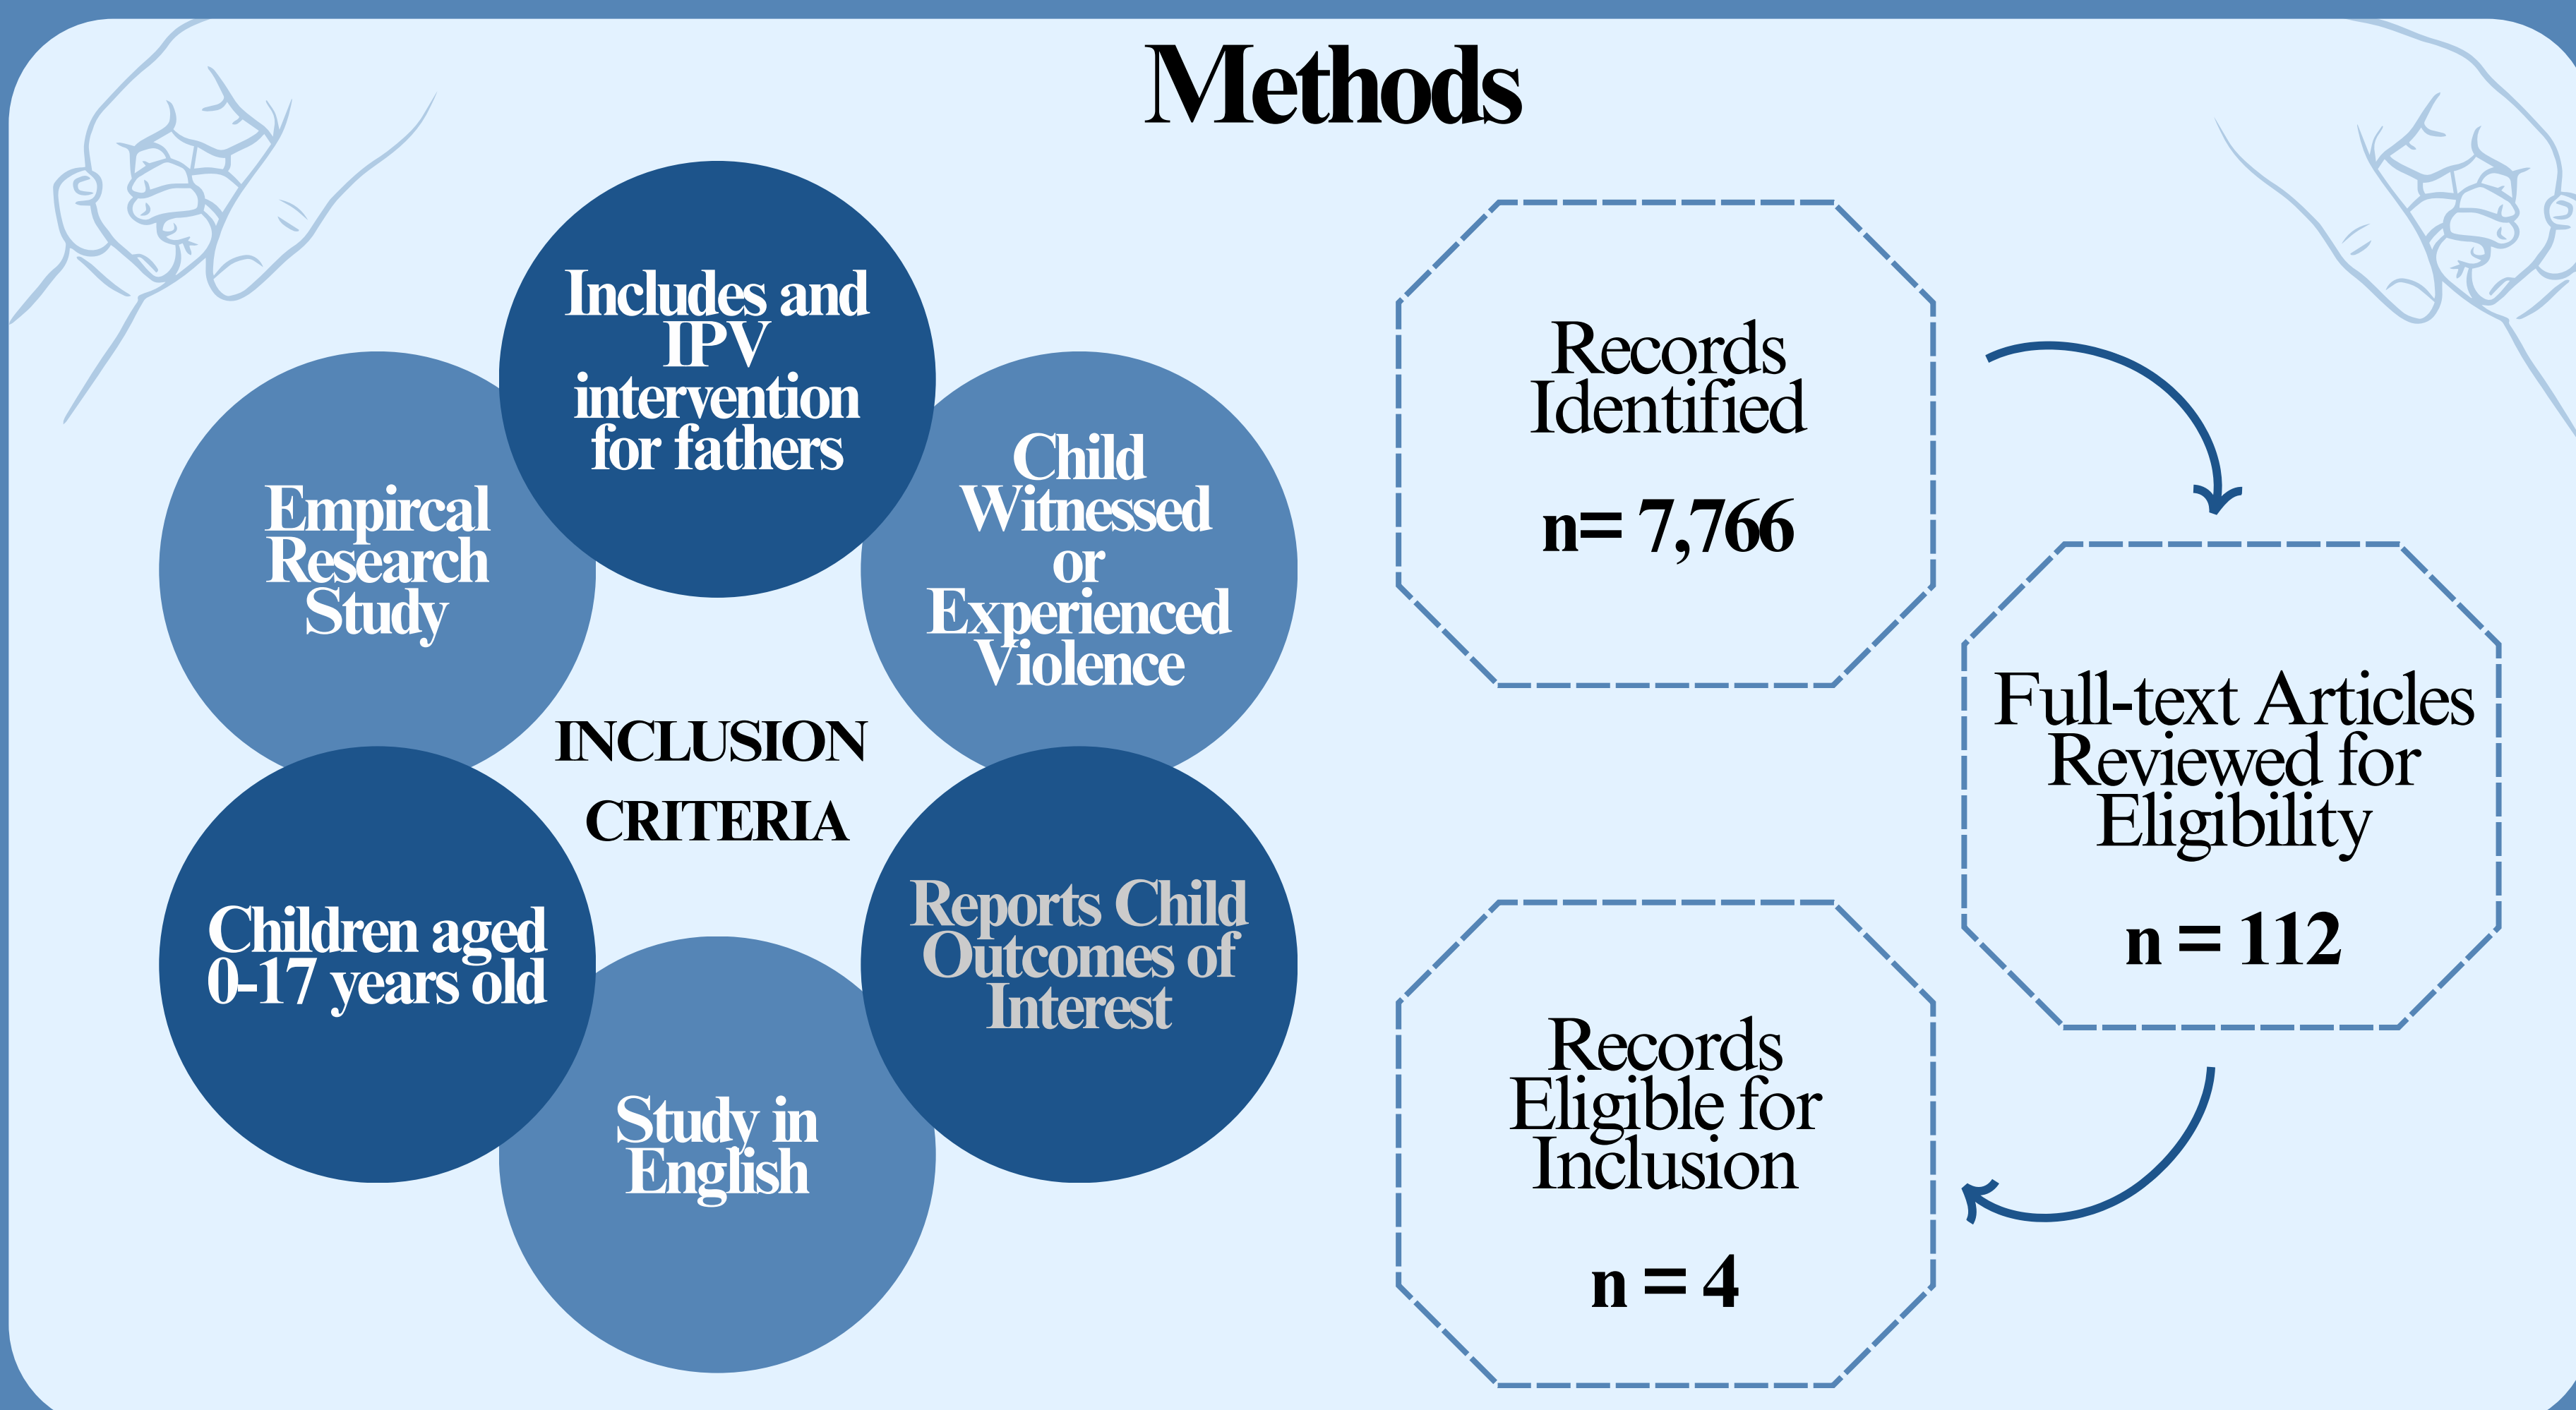 Methods
Includes and
IPV
intervention
for fathers
Child
Witnessed
or
Experienced
Violence
Reports Child
Outcomes of
Interest
Study in
English
Children aged
0-17 years old
Empircal
Research
Study
INCLUSION
CRITERIA
Records
Identified
n= 7,766
Full-text Articles
Reviewed for
Eligibility
n = 112
Records
Eligible for
Inclusion
n = 4